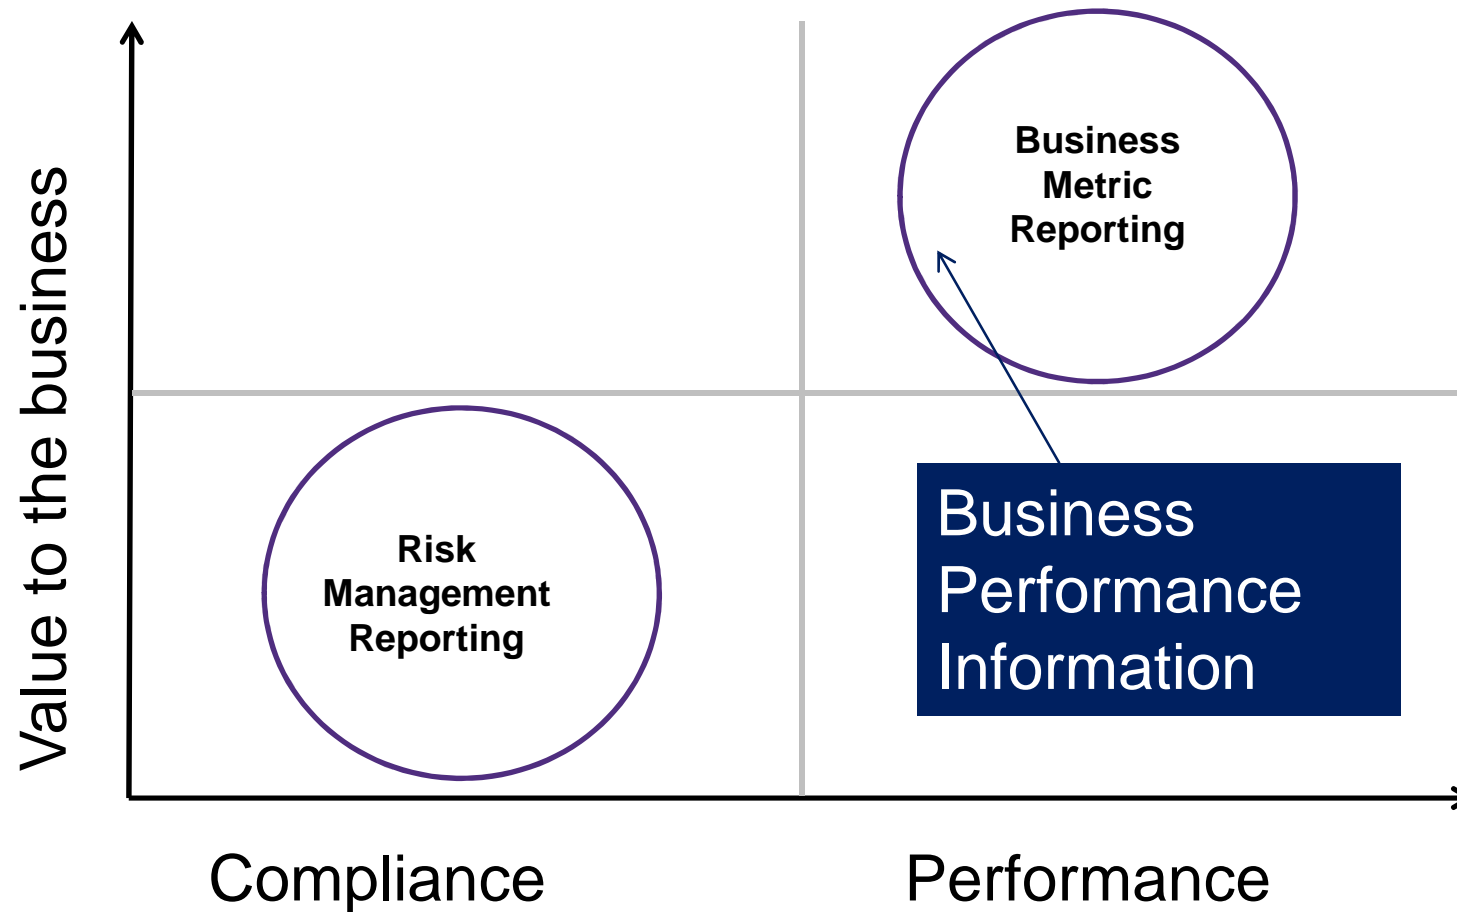 Value to the business
Business
Metric
Reporting
Risk
Management
Reporting
Business
Performance
Information
Compliance
Performance